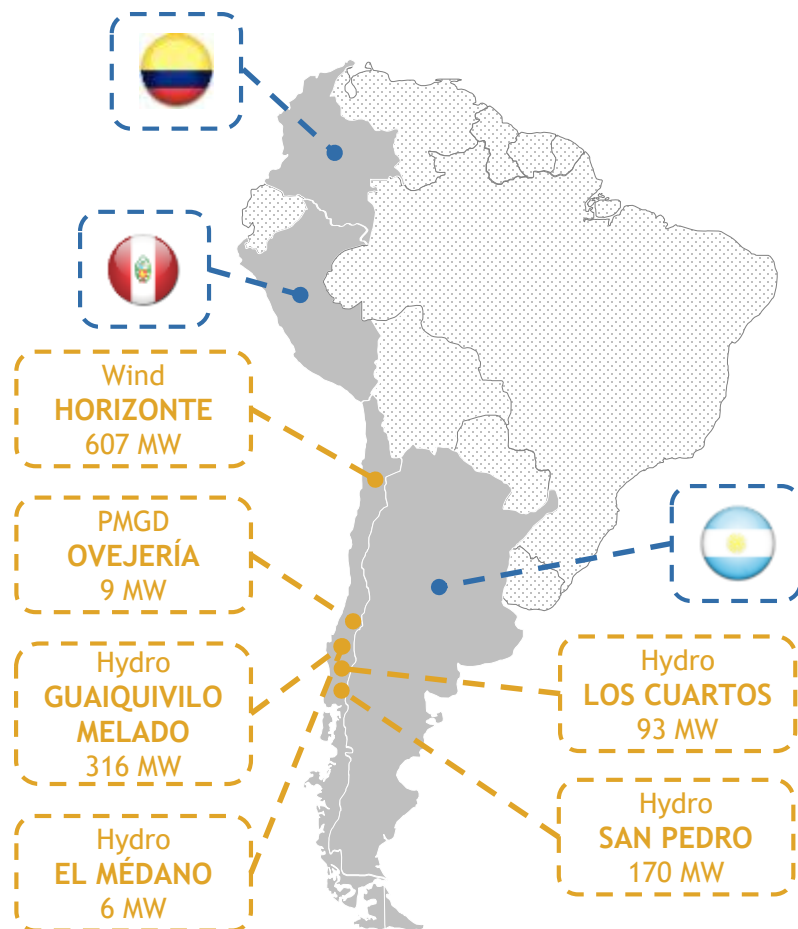 Wind
HORIZONTE
607 MW
PMGD
OVEJERÍA
9 MW
Hydro
GUAIQUIVILO
MELADO
316 MW
Hydro
EL MÉDANO
6 MW
Hydro
LOS CUARTOS
93 MW
Hydro
SAN PEDRO
170 MW